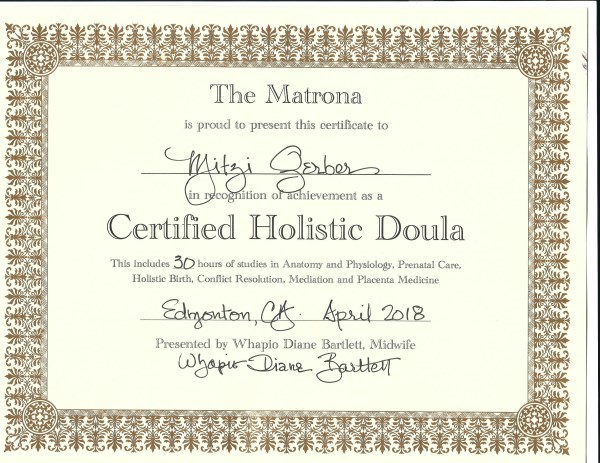 The Matrona
is proud to present this certificate to
Mitzi Gerber
in recognition of achievement as a
Certified Holistic Doula
This includes 30 hours of studies in Anatomy and Physiology, Prenatal Care,
Holistic Birth, Conflict Resolution, Mediation and Placenta Medicine
Edmonton, CA. April 2018
Presented by Whapio Diane Bartlett, Midwife
Whapio Diane Bartlett